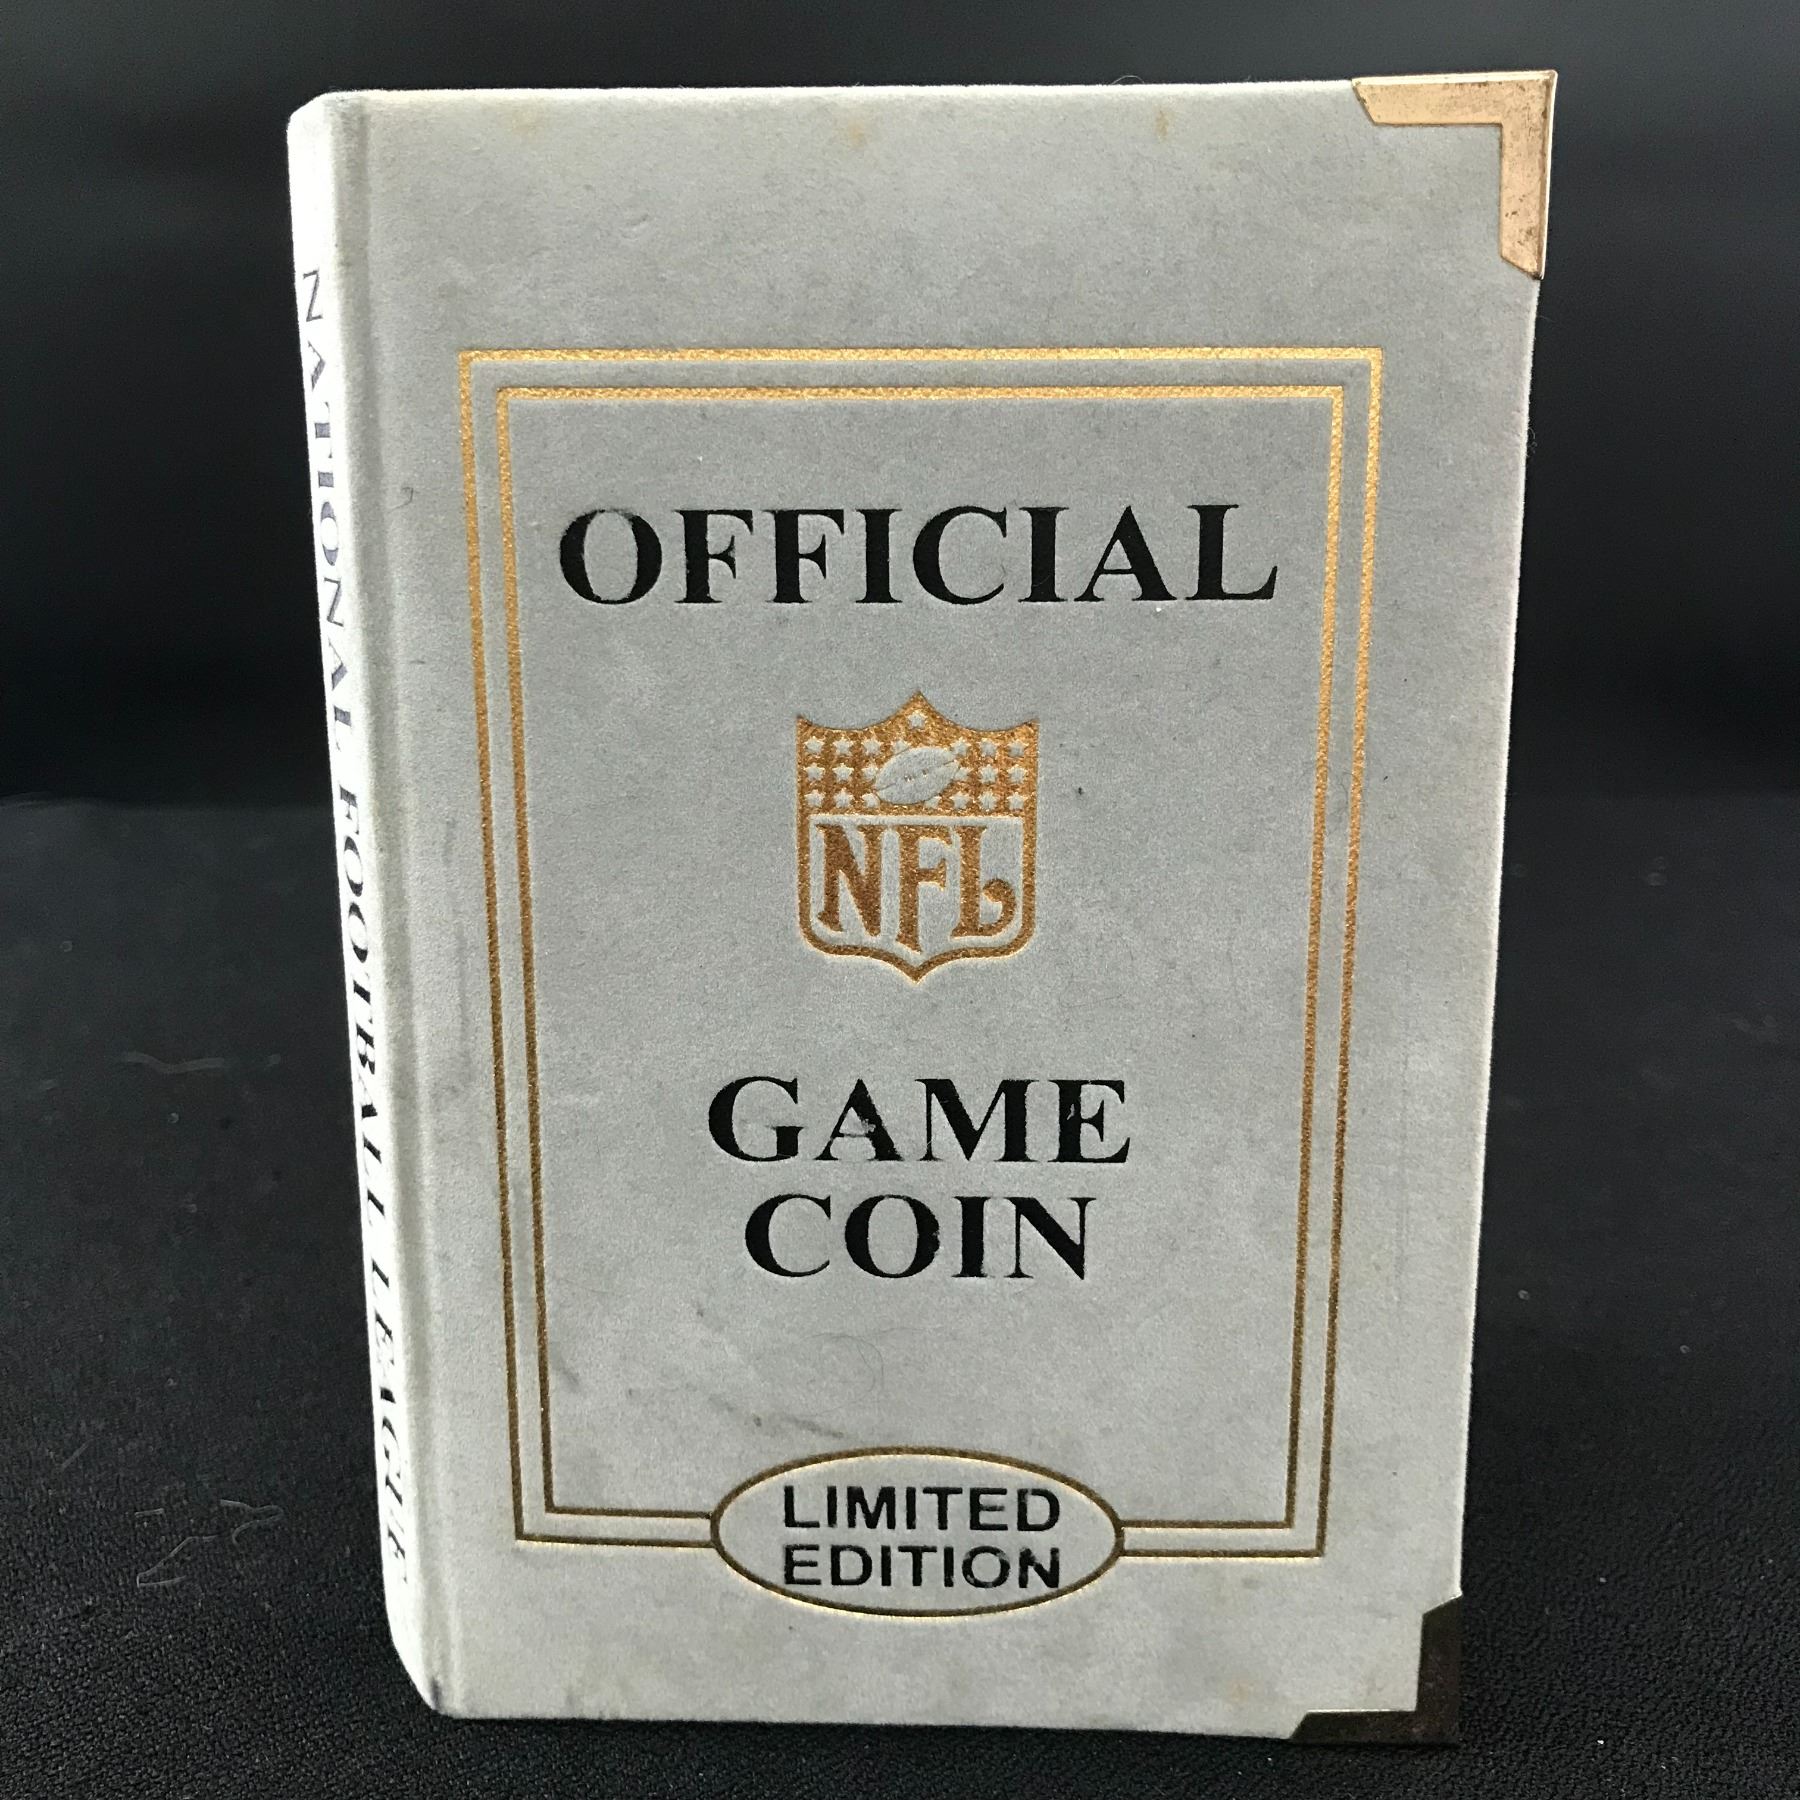 NATIONAL FOOTBALL LEAGUE
OFFICIAL
NFL
GAME
COIN
LIMITED
EDITION